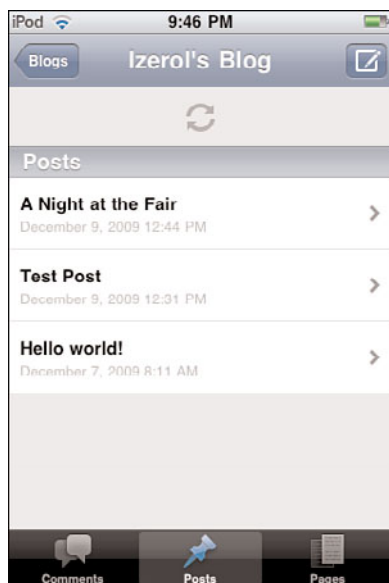 iPod 9:46 PM
Blogs Izerol's Blog
Posts
A Night at the Fair
December 9, 2009 12:44 PM
Test Post
December 9, 2009 12:31 PM
Hello world!
December 7, 2009 8:11 AM
Comments Posts Pages